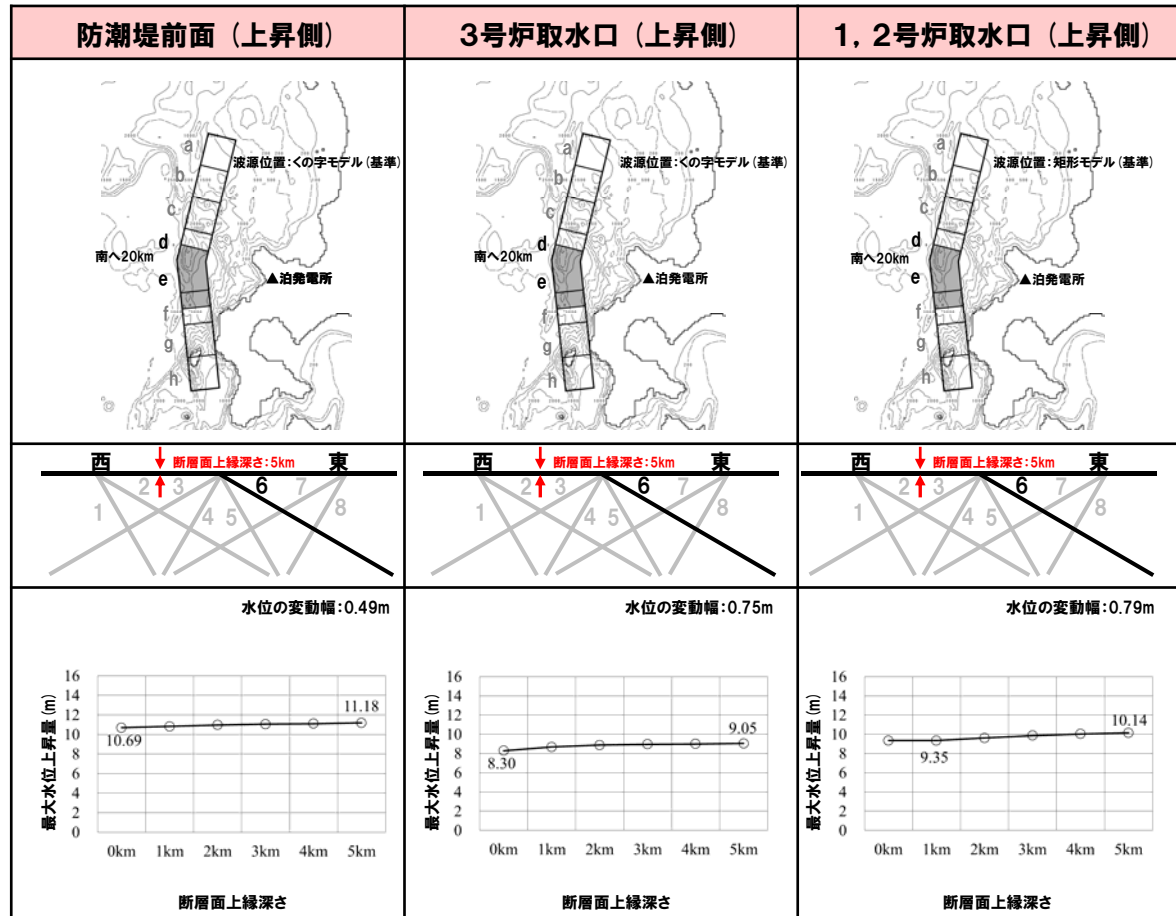 防潮堤前面（上昇側）
3号炉取水口（上昇側）
1，2号炉取水口（上昇側）
a
波源位置：くの字モデル（基準）
b
c
d
南へ20km
e
▲泊発電所
f
g
h
a
波源位置：くの字モデル（基準）
b
c
d
南へ20km
e
▲泊発電所
f
g
h
a
波源位置：矩形モデル（基準）
b
c
d
南へ20km
e
▲泊発電所
f
g
h
西
断層面上縁深さ：5km
東
1
2
3
4
5
6
7
8
西
断層面上縁深さ：5km
東
1
2
3
4
5
6
7
8
西
断層面上縁深さ：5km
東
1
2
3
4
5
6
7
8
水位の変動幅：0.49m
最大水位上昇量（m）
16
14
12
10
8
6
4
2
0
10.69
11.18
0km 1km 2km 3km 4km 5km
断層面上縁深さ
水位の変動幅：0.75m
最大水位上昇量（m）
16
14
12
10
8
6
4
2
0
8.30
9.05
0km 1km 2km 3km 4km 5km
断層面上縁深さ
水位の変動幅：0.79m
最大水位上昇量（m）
16
14
12
10
8
6
4
2
0
9.35
10.14
0km 1km 2km 3km 4km 5km
断層面上縁深さ